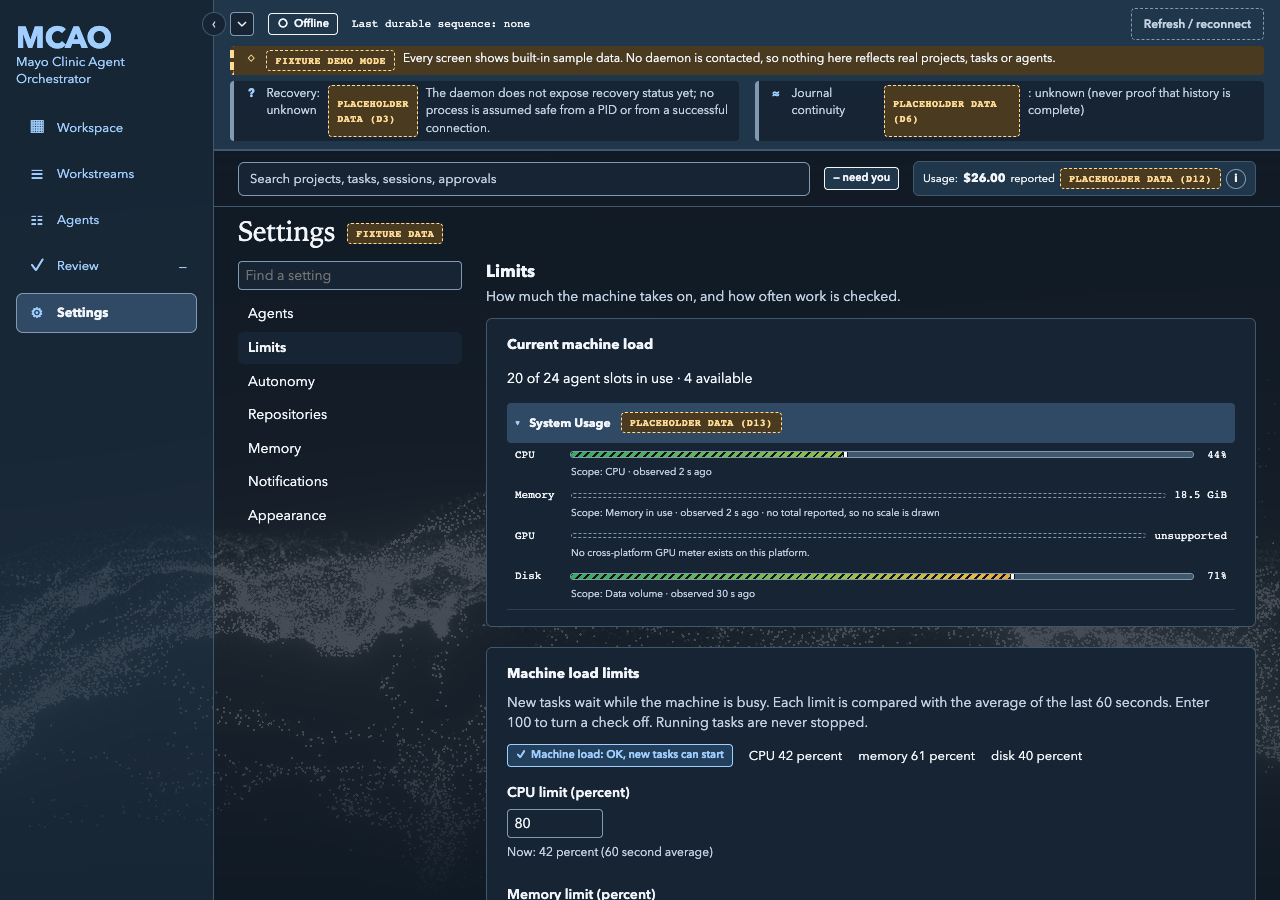 MCAO
Mayo Clinic Agent
Orchestrator
Workspace
Workstreams
Agents
Review –
Settings
Offline
Last durable sequence: none
Refresh / reconnect
FIXTURE DEMO MODE Every screen shows built-in sample data. No daemon is contacted, so nothing here reflects real projects, tasks or agents.
? Recovery:
unknown
PLACEHOLDER
DATA (D3)
The daemon does not expose recovery status yet; no
process is assumed safe from a PID or from a successful
connection.
≈ Journal
continuity
PLACEHOLDER DATA
(D6)
: unknown (never proof that history is
complete)
Search projects, tasks, sessions, approvals
– need you
Usage: $26.00 reported PLACEHOLDER DATA (D12) i
Settings FIXTURE DATA
Find a setting
Agents
Limits
Autonomy
Repositories
Memory
Notifications
Appearance
Limits
How much the machine takes on, and how often work is checked.
Current machine load
20 of 24 agent slots in use · 4 available
System Usage PLACEHOLDER DATA (D13)
CPU 44%
Scope: CPU · observed 2 s ago
Memory 18.5 GiB
Scope: Memory in use · observed 2 s ago · no total reported, so no scale is drawn
GPU unsupported
No cross-platform GPU meter exists on this platform.
Disk 71%
Scope: Data volume · observed 30 s ago
Machine load limits
New tasks wait while the machine is busy. Each limit is compared with the average of the last 60 seconds. Enter
100 to turn a check off. Running tasks are never stopped.
✓ Machine load: OK, new tasks can start CPU 42 percent memory 61 percent disk 40 percent
CPU limit (percent)
80
Now: 42 percent (60 second average)
Memory limit (percent)